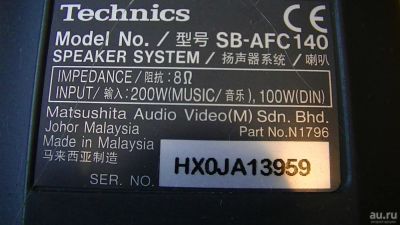 Technics
Model No. / 型号 SB-AFC140
SPEAKER SYSTEM / 扬声器系统 / 喇叭
IMPEDANCE / 阻抗: 8Ω
INPUT / 输入: 200W(MUSIC / 音乐), 100W(DIN)
Matsushita Audio Video(M) Sdn. Bhd.
Johor Malaysia
Part No.N1796
Made in Malaysia
马来西亚制造
HX0JA13959
SER. NO.
au.ru